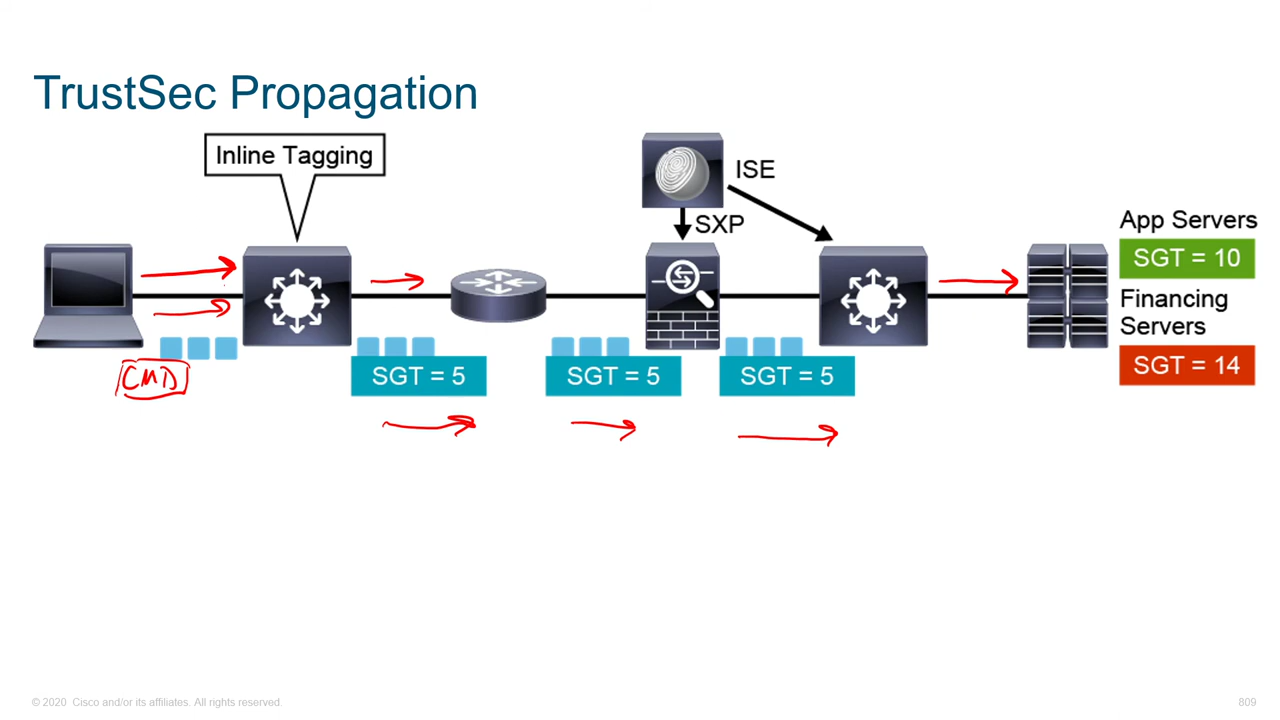 TrustSec Propagation
Inline Tagging
ISE
SXP
App Servers
SGT = 10
Financing
Servers
SGT = 14
CMD
SGT = 5
SGT = 5
SGT = 5
© 2020 Cisco and/or its affiliates. All rights reserved.
809